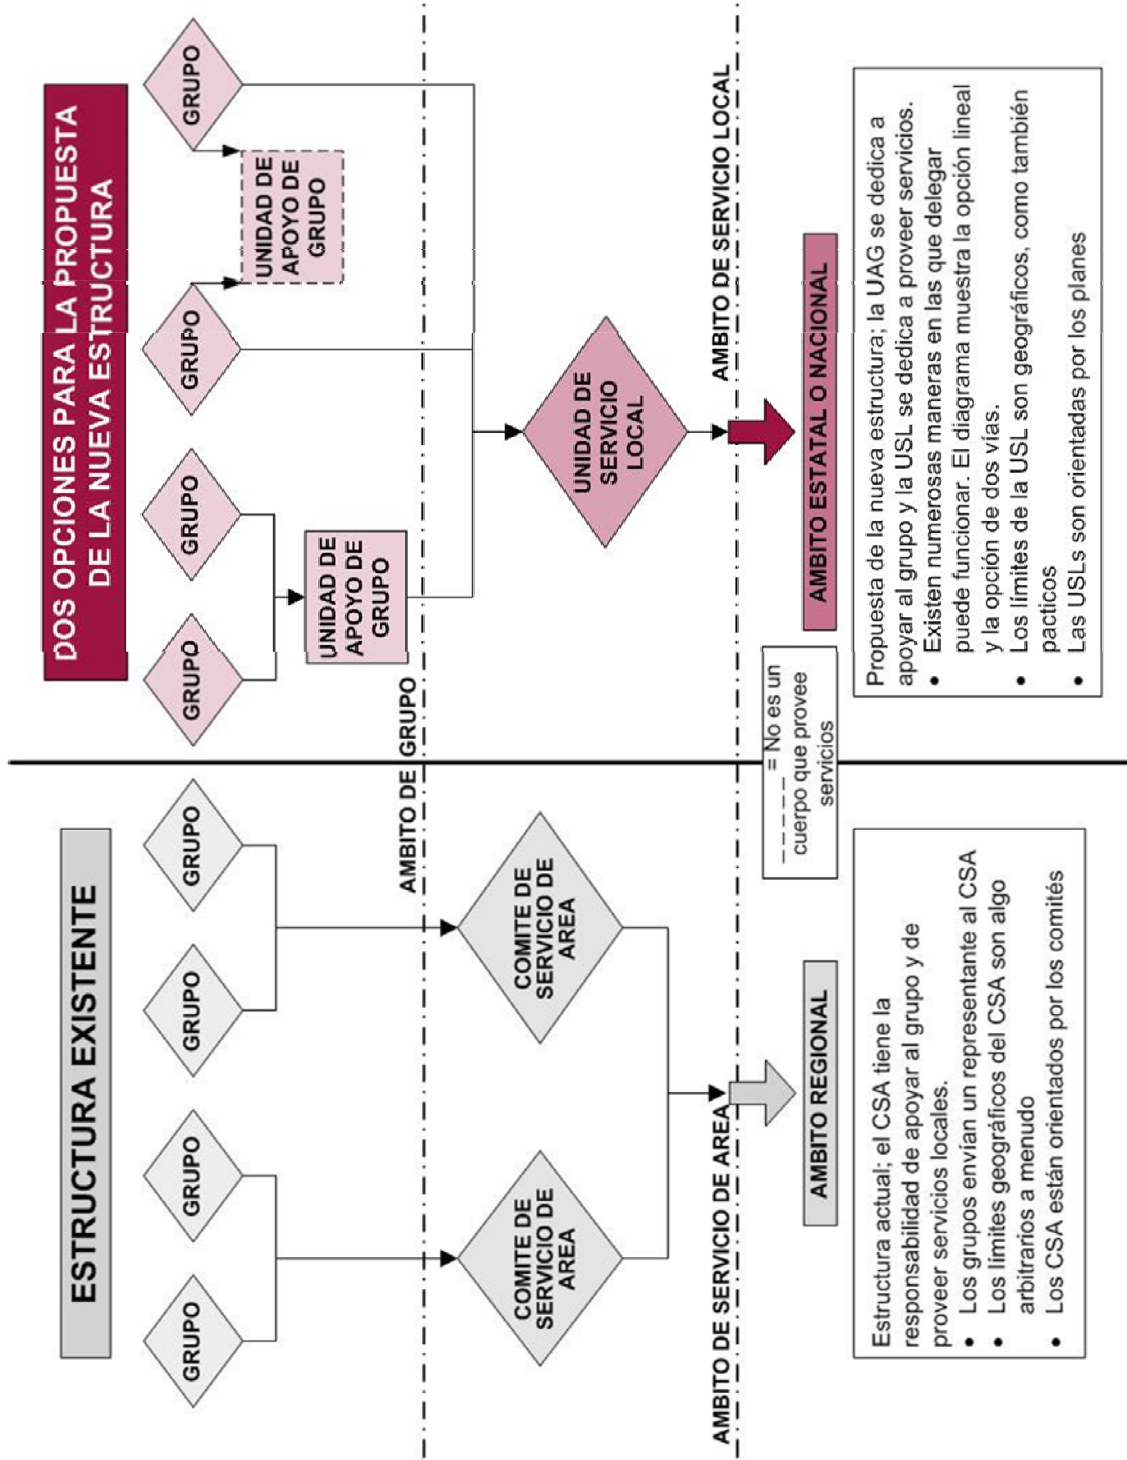 ESTRUCTURA EXISTENTE
GRUPO
GRUPO
GRUPO
GRUPO
AMBITO DE GRUPO
COMITE DE
SERVICIO DE
AREA
COMITE DE
SERVICIO DE
AREA
AMBITO DE SERVICIO DE AREA
AMBITO REGIONAL
Estructura actual; el CSA tiene la
responsabilidad de apoyar al grupo y de
proveer servicios locales.
• Los grupos envían un representante al CSA
• Los límites geográficos del CSA son algo
arbitrarios a menudo
• Los CSA están orientados por los comités
DOS OPCIONES PARA LA PROPUESTA
DE LA NUEVA ESTRUCTURA
GRUPO
GRUPO
GRUPO
GRUPO
UNIDAD DE
APOYO DE
GRUPO
UNIDAD DE
APOYO DE
GRUPO
UNIDAD DE
SERVICIO
LOCAL
AMBITO DE SERVICIO LOCAL
_ _ _ _ _ = No es un
cuerpo que provee
servicios
AMBITO ESTATAL O NACIONAL
Propuesta de la nueva estructura; la UAG se dedica a
apoyar al grupo y la USL se dedica a proveer servicios.
• Existen numerosas maneras en las que delegar
puede funcionar. El diagrama muestra la opción lineal
y la opción de dos vías.
• Los límites de la USL son geográficos, como también
pacticos
• Las USLs son orientadas por los planes